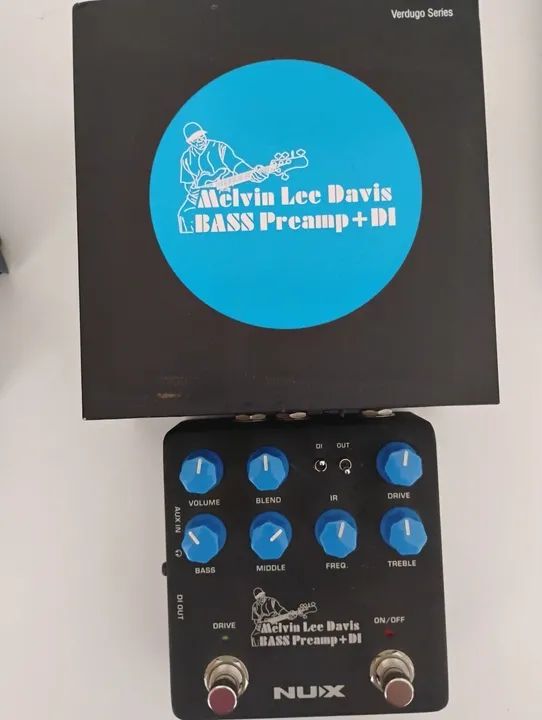 Verdugo Series
Melvin Lee Davis
BASS Preamp+DI
DI OUT
VOLUME BLEND IR DRIVE
AUX IN
BASS MIDDLE FREQ. TREBLE
DI OUT
DRIVE ON/OFF
Melvin Lee Davis
BASS Preamp+DI
NUX